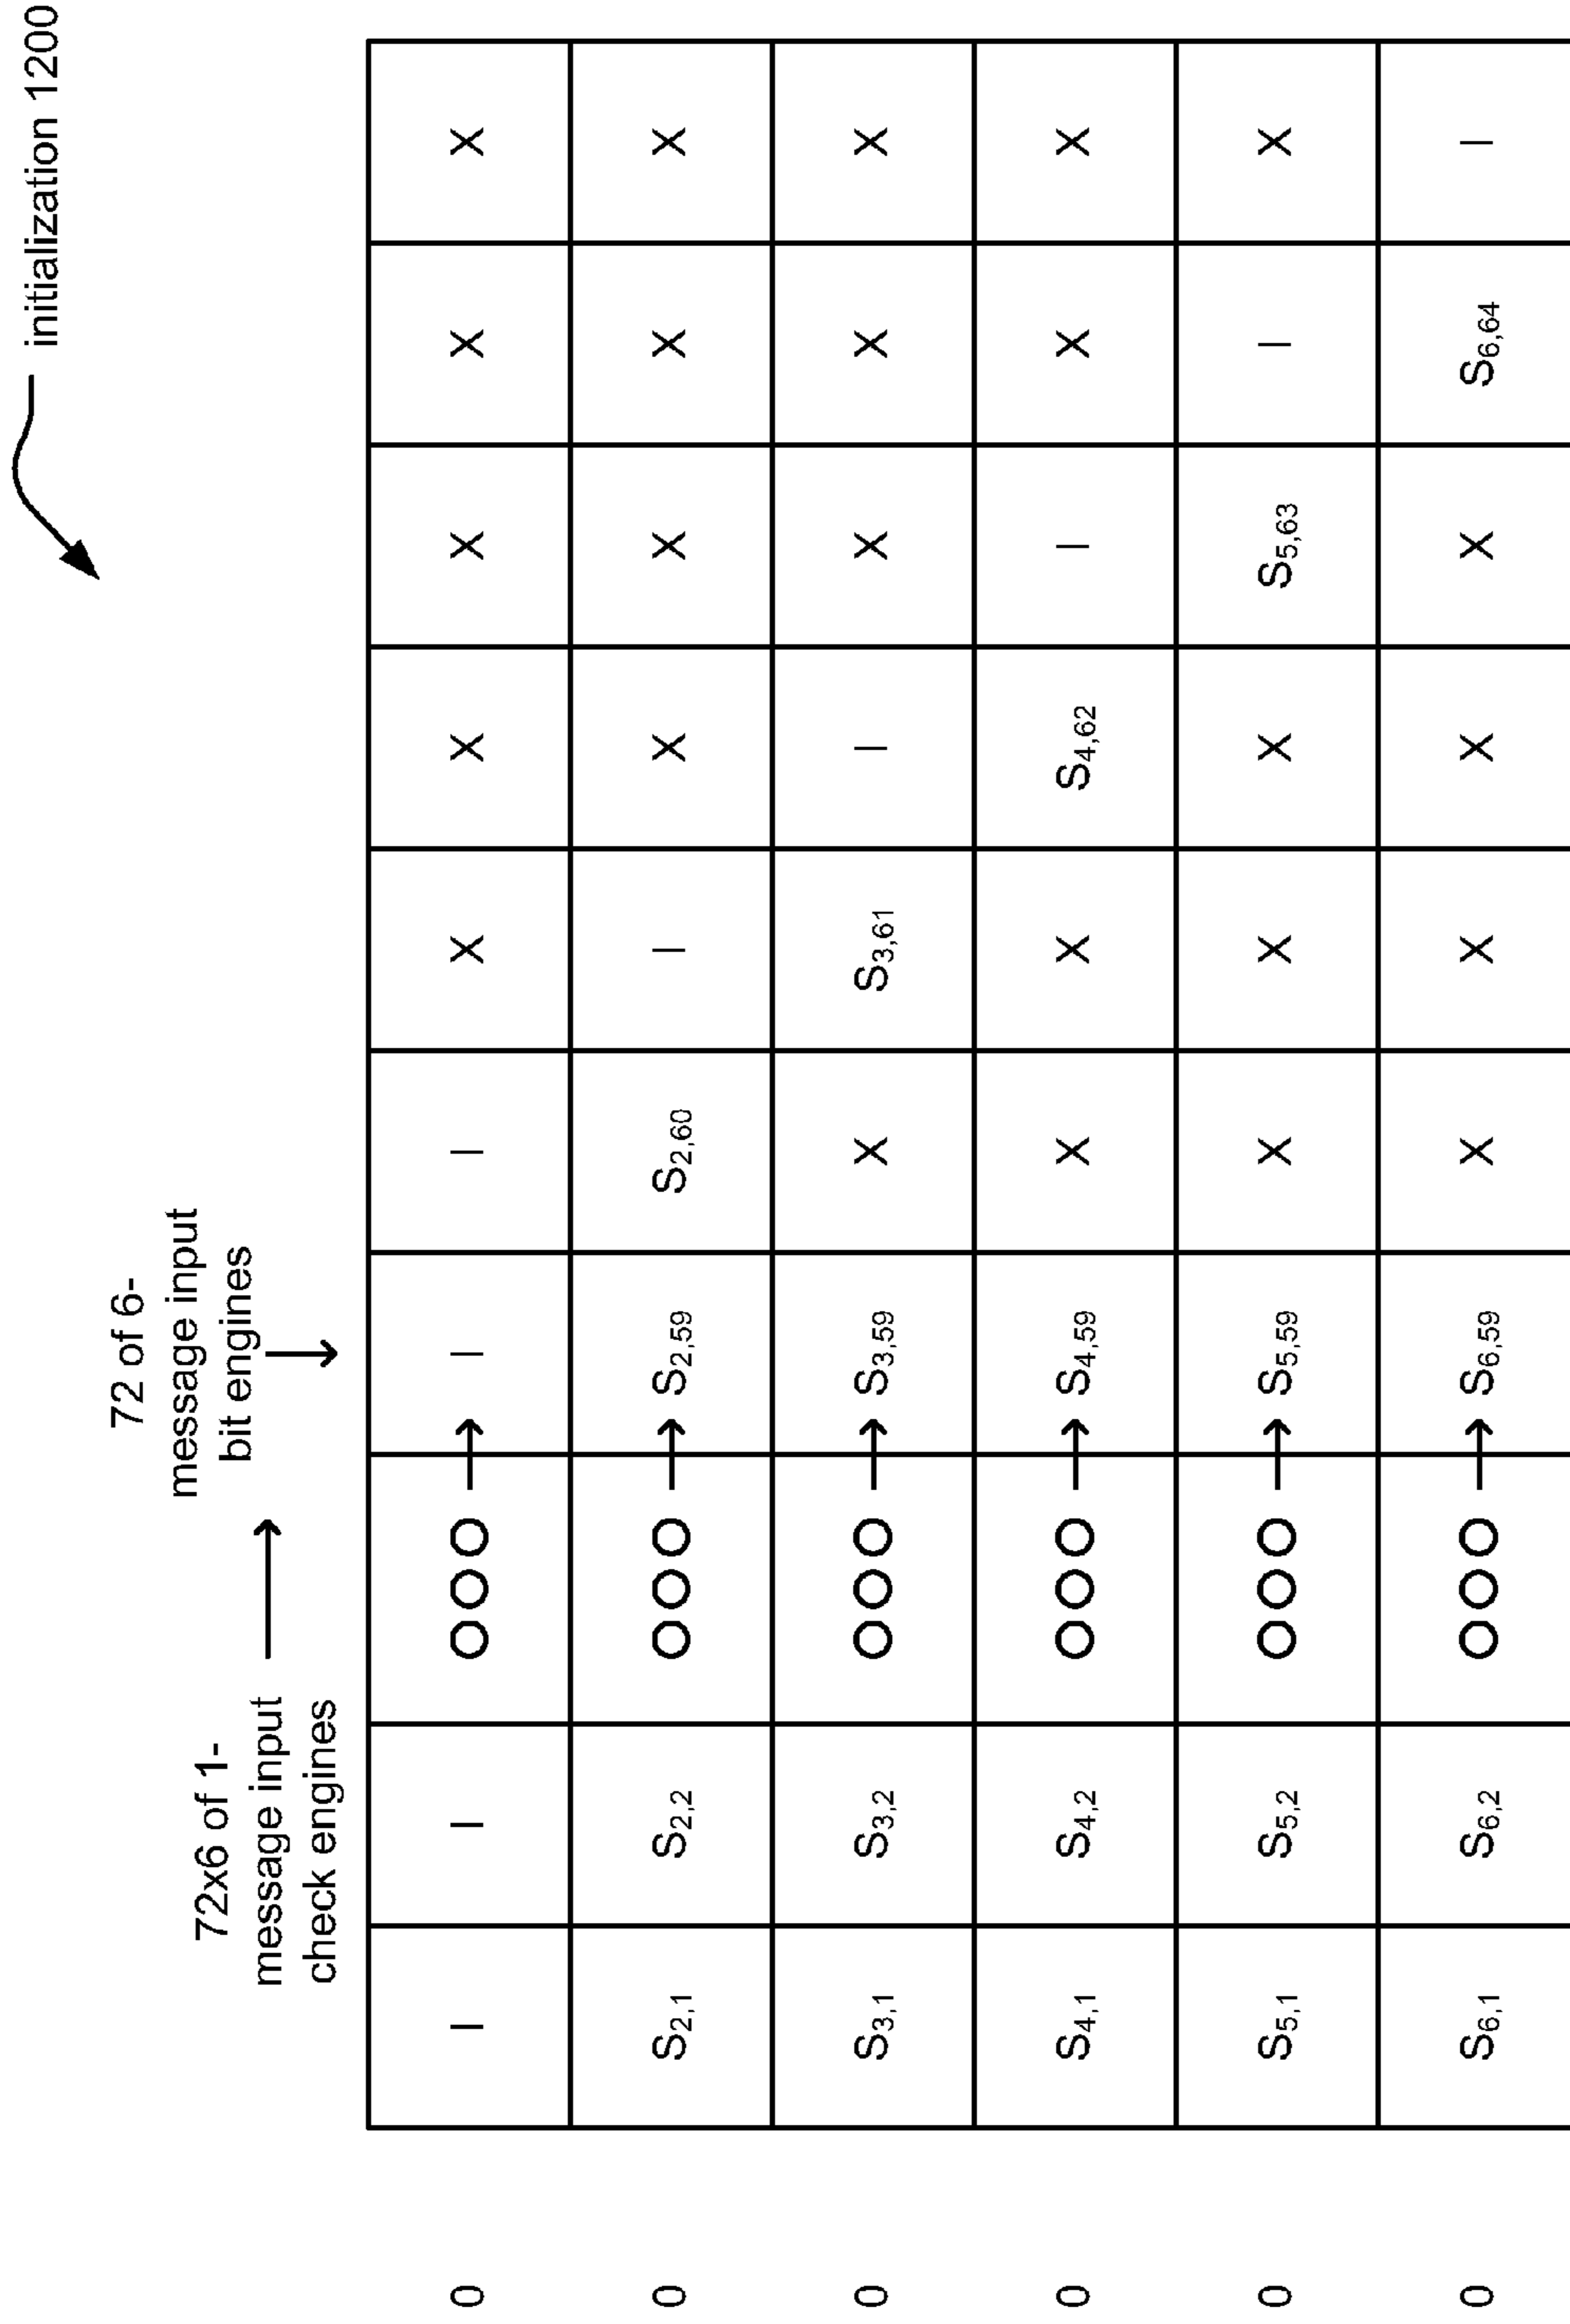 initialization 1200
72 of 6-
message input
bit engines
72x6 of 1-
message input
check engines
0 I I ooo → I I X X X X X
0 S2,1 S2,2 ooo → S2,59 S2,60 I X X X X
0 S3,1 S3,2 ooo → S3,59 X S3,61 I X X X
0 S4,1 S4,2 ooo → S4,59 X X S4,62 I X X
0 S5,1 S5,2 ooo → S5,59 X X X S5,63 I X
0 S6,1 S6,2 ooo → S6,59 X X X X S6,64 I